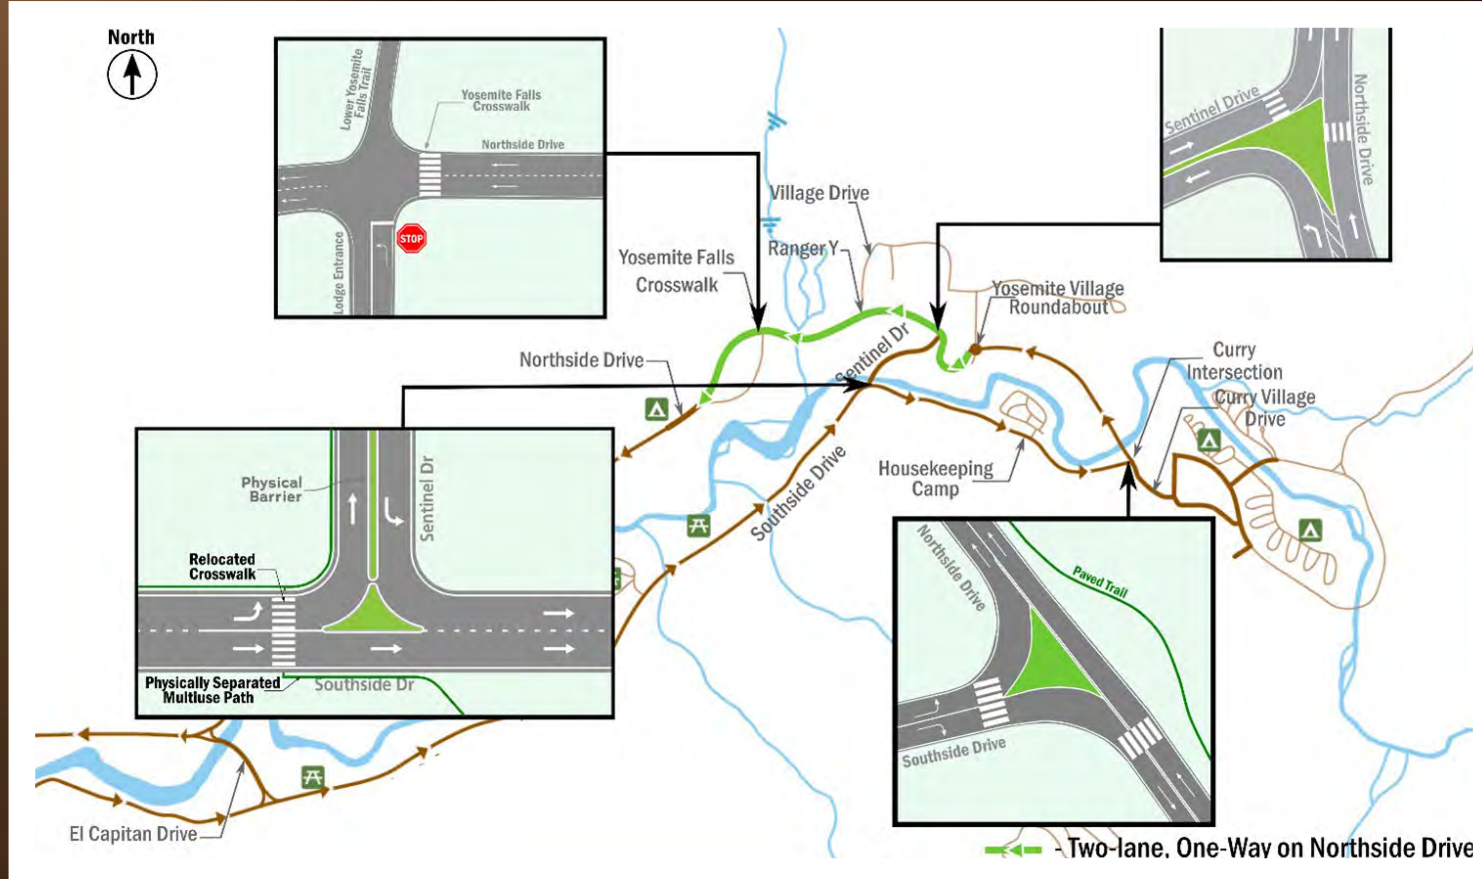 North
Lower Yosemite
Falls Trail
Yosemite Falls
Crosswalk
Northside Drive
Lodge Entrance
STOP
Sentinel Drive
Northside Drive
Village Drive
Ranger Y
Yosemite Falls
Crosswalk
Yosemite Village
Roundabout
Northside Drive
Sentinel Dr
Curry
Intersection
Curry Village
Drive
Housekeeping
Camp
Southside Drive
Physical
Barrier
Sentinel Dr
Relocated
Crosswalk
Physically Separated
Multluse Path
Southside Dr
Northside Drive
Paved Trail
Southside Drive
El Capitan Drive
- Two-lane, One-Way on Northside Drive